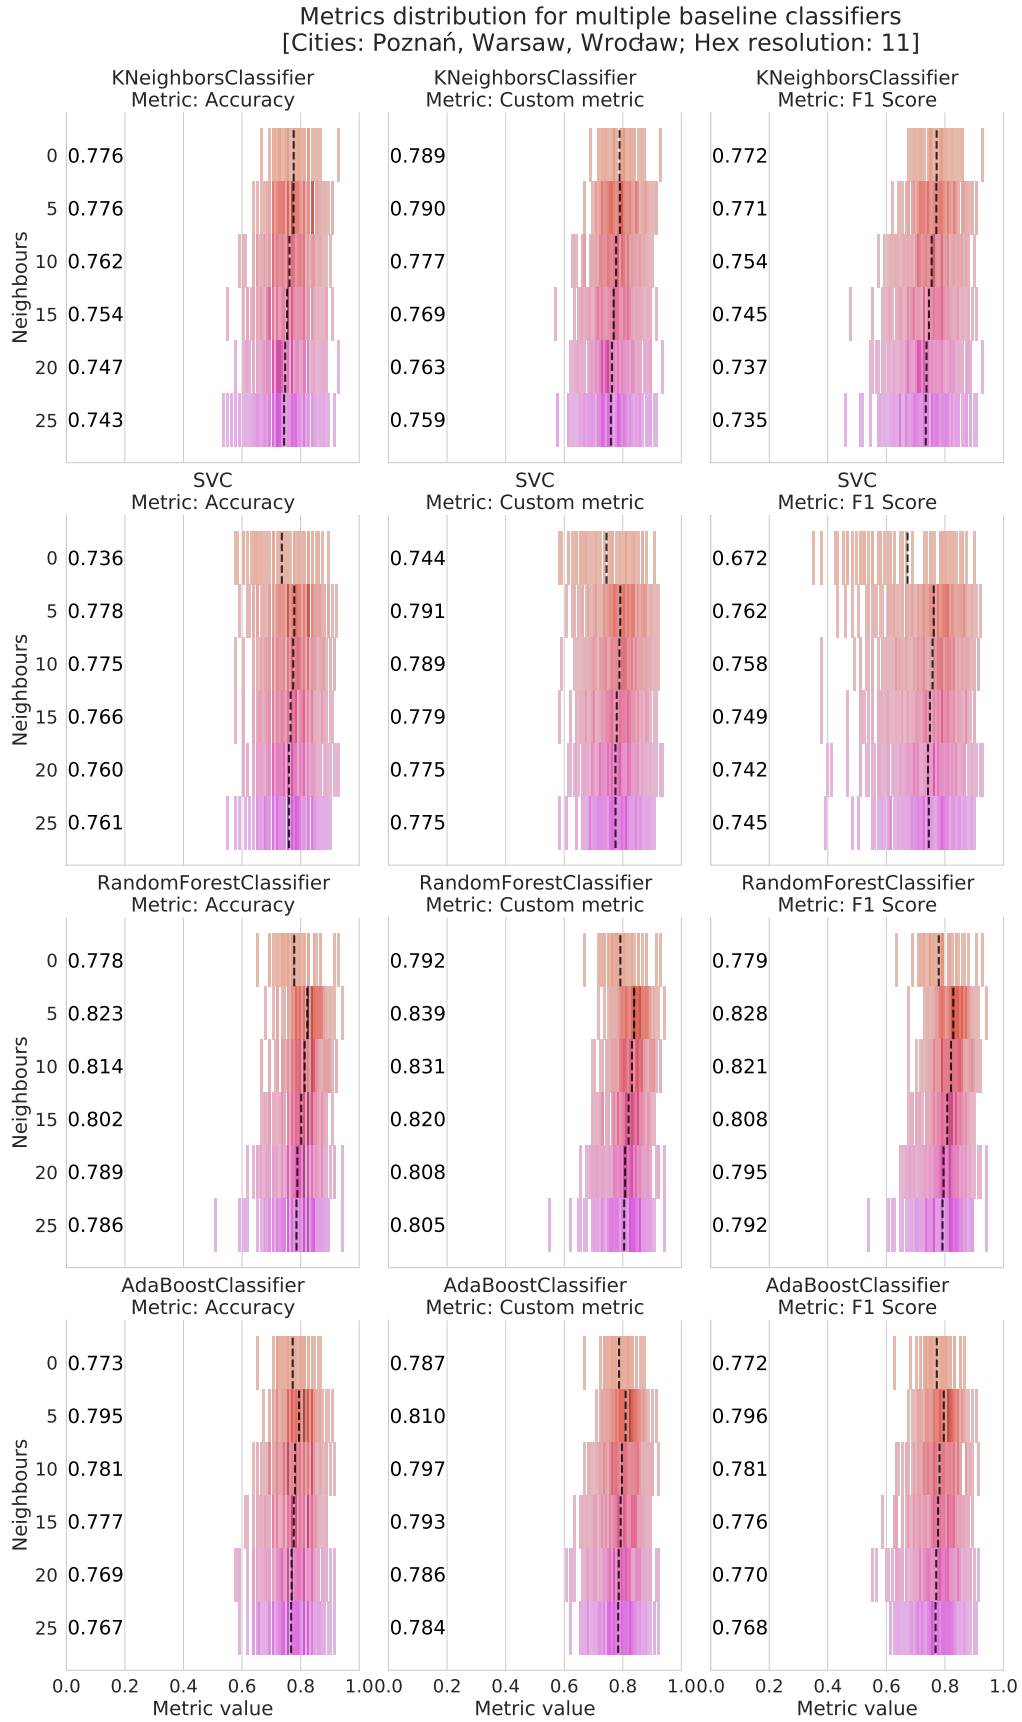 Metrics distribution for multiple baseline classifiers
[Cities: Poznań, Warsaw, Wrocław; Hex resolution: 11]
KNeighborsClassifier
Metric: Accuracy
KNeighborsClassifier
Metric: Custom metric
KNeighborsClassifier
Metric: F1 Score
Neighbours
0 0.776 0.789 0.772
5 0.776 0.790 0.771
10 0.762 0.777 0.754
15 0.754 0.769 0.745
20 0.747 0.763 0.737
25 0.743 0.759 0.735
SVC
Metric: Accuracy
SVC
Metric: Custom metric
SVC
Metric: F1 Score
Neighbours
0 0.736 0.744 0.672
5 0.778 0.791 0.762
10 0.775 0.789 0.758
15 0.766 0.779 0.749
20 0.760 0.775 0.742
25 0.761 0.775 0.745
RandomForestClassifier
Metric: Accuracy
RandomForestClassifier
Metric: Custom metric
RandomForestClassifier
Metric: F1 Score
Neighbours
0 0.778 0.792 0.779
5 0.823 0.839 0.828
10 0.814 0.831 0.821
15 0.802 0.820 0.808
20 0.789 0.808 0.795
25 0.786 0.805 0.792
AdaBoostClassifier
Metric: Accuracy
AdaBoostClassifier
Metric: Custom metric
AdaBoostClassifier
Metric: F1 Score
Neighbours
0 0.773 0.787 0.772
5 0.795 0.810 0.796
10 0.781 0.797 0.781
15 0.777 0.793 0.776
20 0.769 0.786 0.770
25 0.767 0.784 0.768
0.0 0.2 0.4 0.6 0.8 1.0 0.0 0.2 0.4 0.6 0.8 1.0 0.0 0.2 0.4 0.6 0.8 1.0
Metric value Metric value Metric value